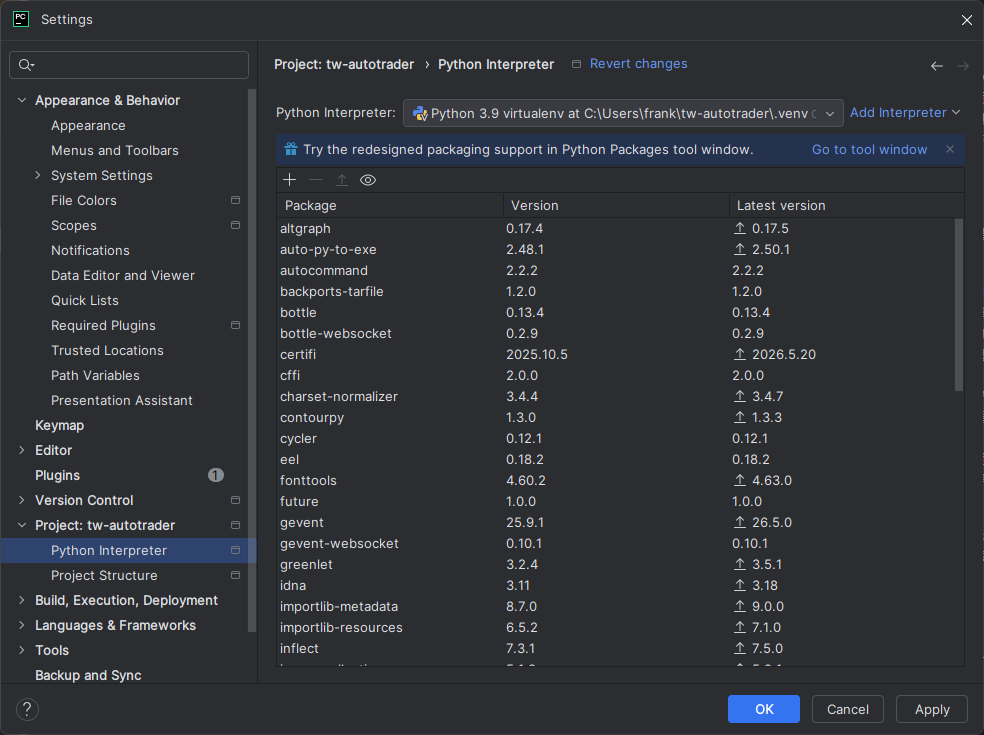 PC Settings
Appearance & Behavior
Appearance
Menus and Toolbars
System Settings
File Colors
Scopes
Notifications
Data Editor and Viewer
Quick Lists
Required Plugins
Trusted Locations
Path Variables
Presentation Assistant
Keymap
Editor
Plugins 1
Version Control
Project: tw-autotrader
Python Interpreter
Project Structure
Build, Execution, Deployment
Languages & Frameworks
Tools
Backup and Sync
Project: tw-autotrader › Python Interpreter Revert changes
Python Interpreter: Python 3.9 virtualenv at C:\Users\frank\tw-autotrader\.venv Add Interpreter
Try the redesigned packaging support in Python Packages tool window. Go to tool window
Package Version Latest version
altgraph 0.17.4 0.17.5
auto-py-to-exe 2.48.1 2.50.1
autocommand 2.2.2 2.2.2
backports-tarfile 1.2.0 1.2.0
bottle 0.13.4 0.13.4
bottle-websocket 0.2.9 0.2.9
certifi 2025.10.5 2026.5.20
cffi 2.0.0 2.0.0
charset-normalizer 3.4.4 3.4.7
contourpy 1.3.0 1.3.3
cycler 0.12.1 0.12.1
eel 0.18.2 0.18.2
fonttools 4.60.2 4.63.0
future 1.0.0 1.0.0
gevent 25.9.1 26.5.0
gevent-websocket 0.10.1 0.10.1
greenlet 3.2.4 3.5.1
idna 3.11 3.18
importlib-metadata 8.7.0 9.0.0
importlib-resources 6.5.2 7.1.0
inflect 7.3.1 7.5.0
? OK Cancel Apply